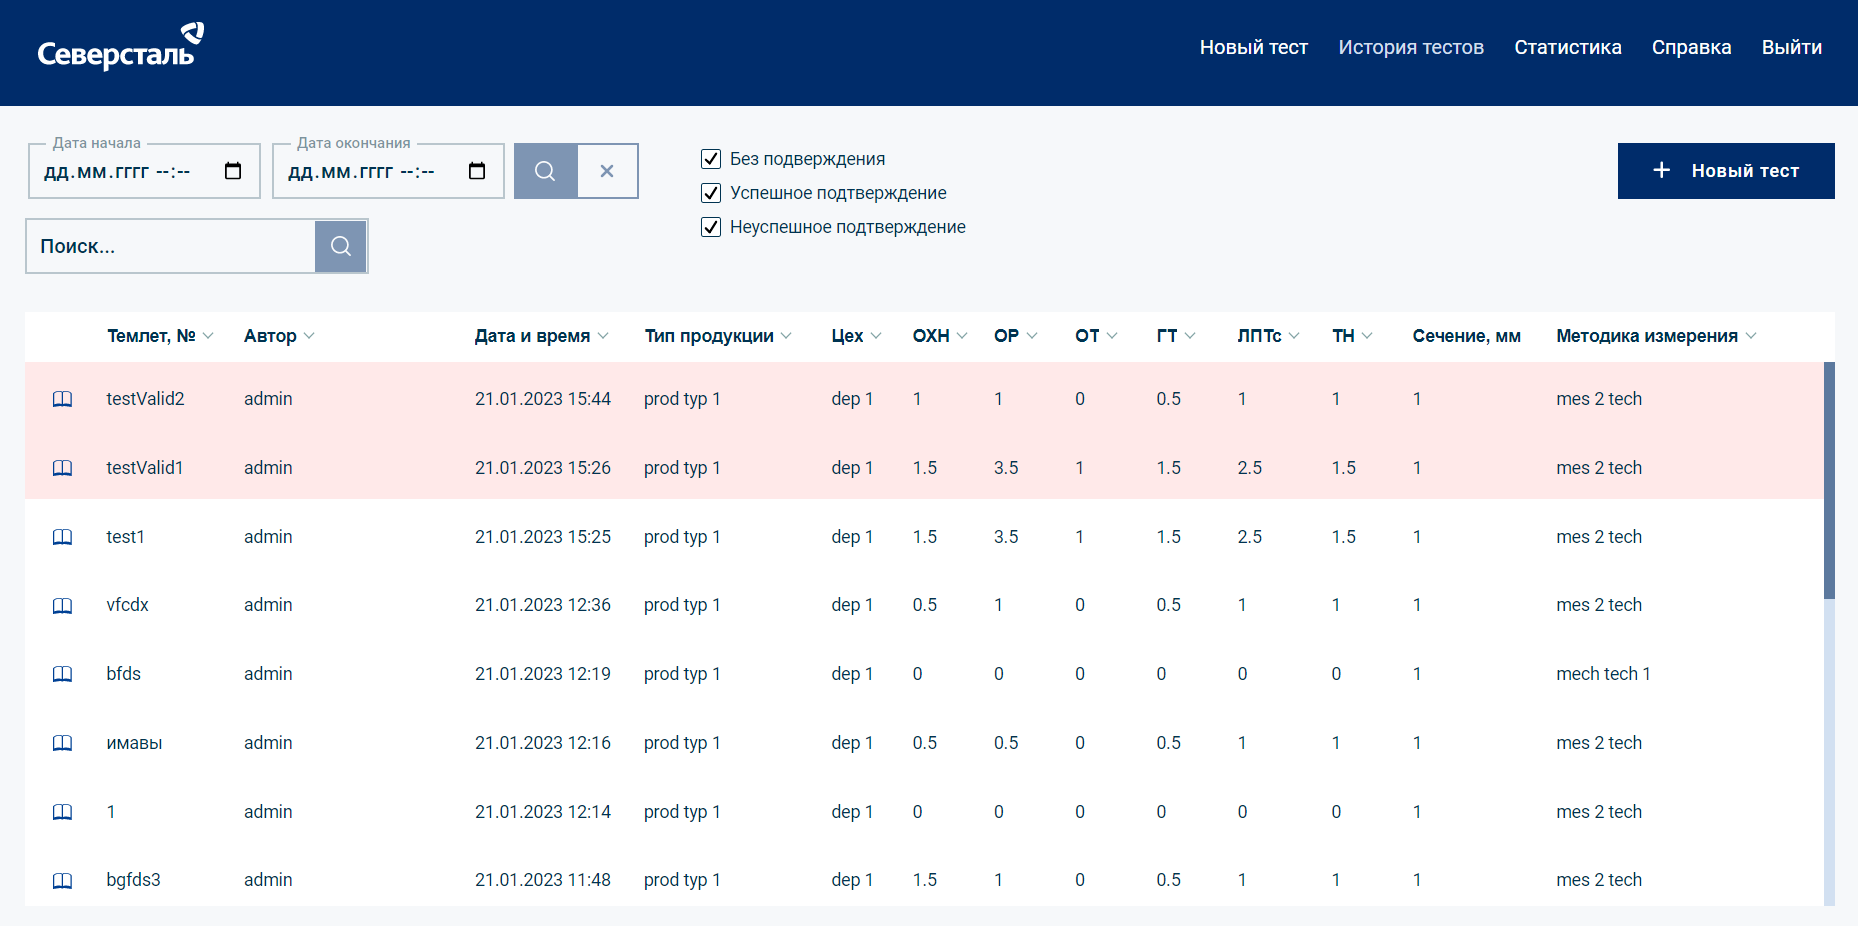 Северсталь
Новый тест История тестов Статистика Справка Выйти
Дата начала
дд.мм.гггг --:--
Дата окончания
дд.мм.гггг --:--
Без подверждения
Успешное подтверждение
Неуспешное подтверждение
+ Новый тест
Поиск...
Темлет, № Автор Дата и время Тип продукции Цех ОХН ОР ОТ ГТ ЛПТс ТН Сечение, мм Методика измерения
testValid2 admin 21.01.2023 15:44 prod typ 1 dep 1 1 1 0 0.5 1 1 1 mes 2 tech
testValid1 admin 21.01.2023 15:26 prod typ 1 dep 1 1.5 3.5 1 1.5 2.5 1.5 1 mes 2 tech
test1 admin 21.01.2023 15:25 prod typ 1 dep 1 1.5 3.5 1 1.5 2.5 1.5 1 mes 2 tech
vfcdx admin 21.01.2023 12:36 prod typ 1 dep 1 0.5 1 0 0.5 1 1 1 mes 2 tech
bfds admin 21.01.2023 12:19 prod typ 1 dep 1 0 0 0 0 0 0 1 mech tech 1
имавы admin 21.01.2023 12:16 prod typ 1 dep 1 0.5 0.5 0 0.5 1 1 1 mes 2 tech
1 admin 21.01.2023 12:14 prod typ 1 dep 1 0 0 0 0 0 0 1 mes 2 tech
bgfds3 admin 21.01.2023 11:48 prod typ 1 dep 1 1.5 1 0 0.5 1 1 1 mes 2 tech